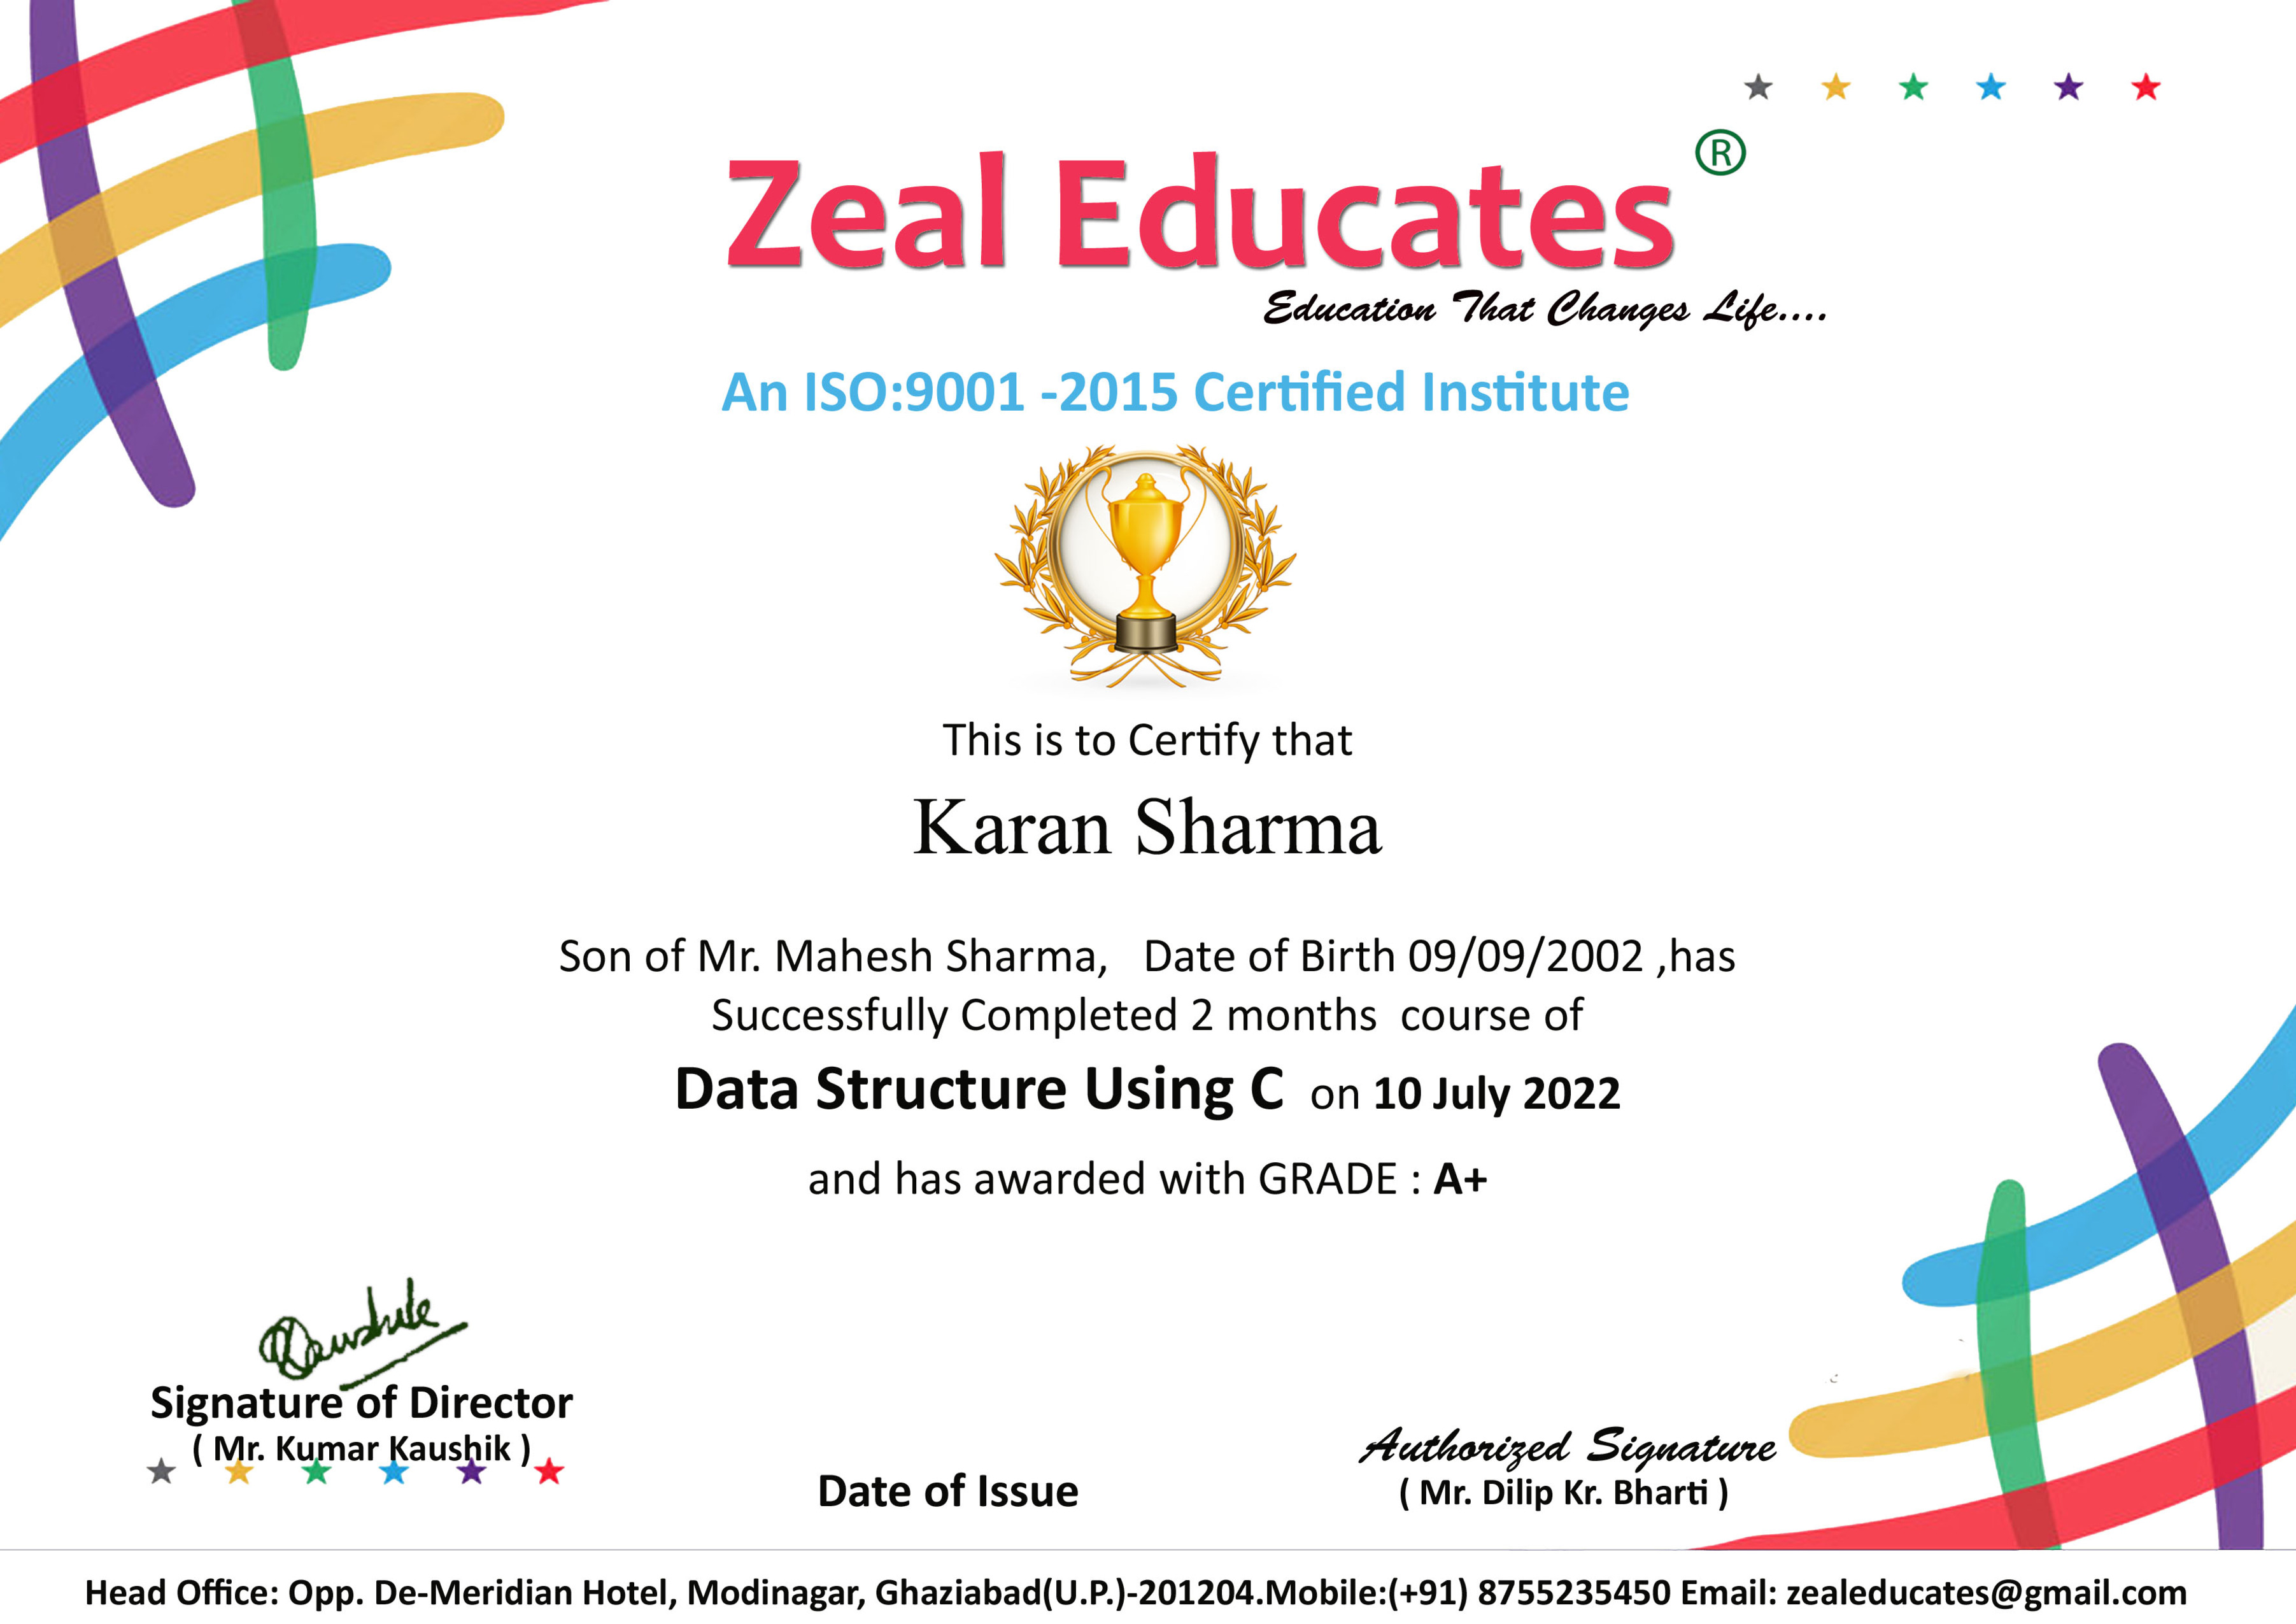 Zeal Educates ®
Education That Changes Life....
An ISO:9001 -2015 Certified Institute
This is to Certify that
Karan Sharma
Son of Mr. Mahesh Sharma, Date of Birth 09/09/2002 ,has
Successfully Completed 2 months course of
Data Structure Using C on 10 July 2022
and has awarded with GRADE : A+
Signature of Director
( Mr. Kumar Kaushik )
Date of Issue
Authorized Signature
( Mr. Dilip Kr. Bharti )
Head Office: Opp. De-Meridian Hotel, Modinagar, Ghaziabad(U.P.)-201204.Mobile:(+91) 8755235450 Email: zealeducates@gmail.com